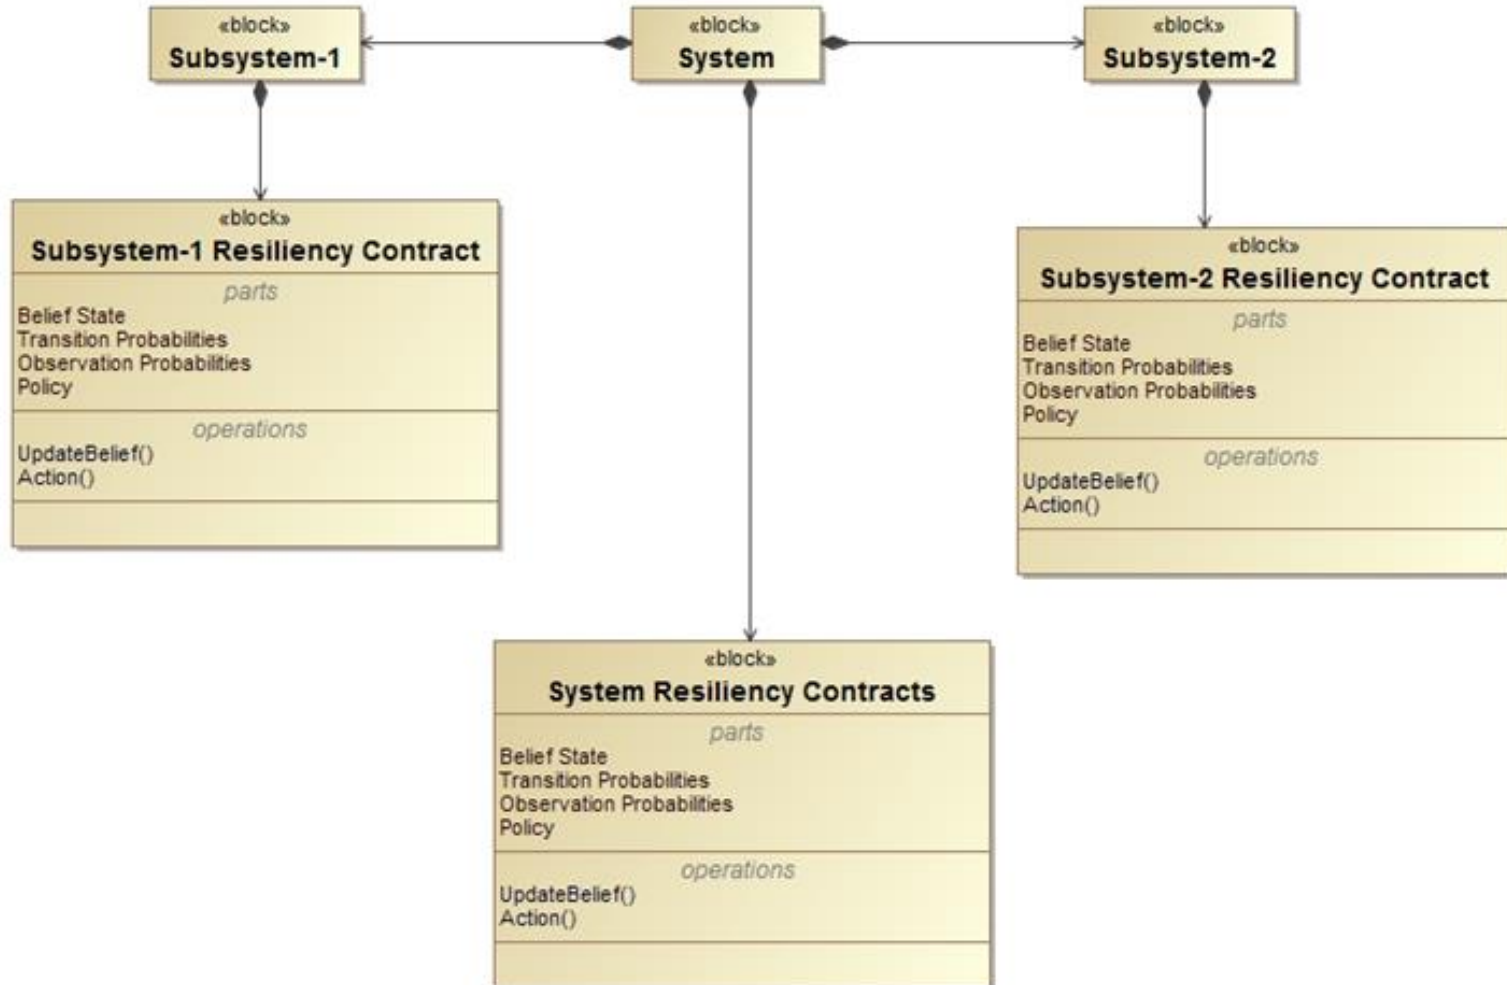 «block»
Subsystem-1
«block»
System
«block»
Subsystem-2
«block»
Subsystem-1 Resiliency Contract
parts
Belief State
Transition Probabilities
Observation Probabilities
Policy
operations
UpdateBelief()
Action()
«block»
Subsystem-2 Resiliency Contract
parts
Belief State
Transition Probabilities
Observation Probabilities
Policy
operations
UpdateBelief()
Action()
«block»
System Resiliency Contracts
parts
Belief State
Transition Probabilities
Observation Probabilities
Policy
operations
UpdateBelief()
Action()